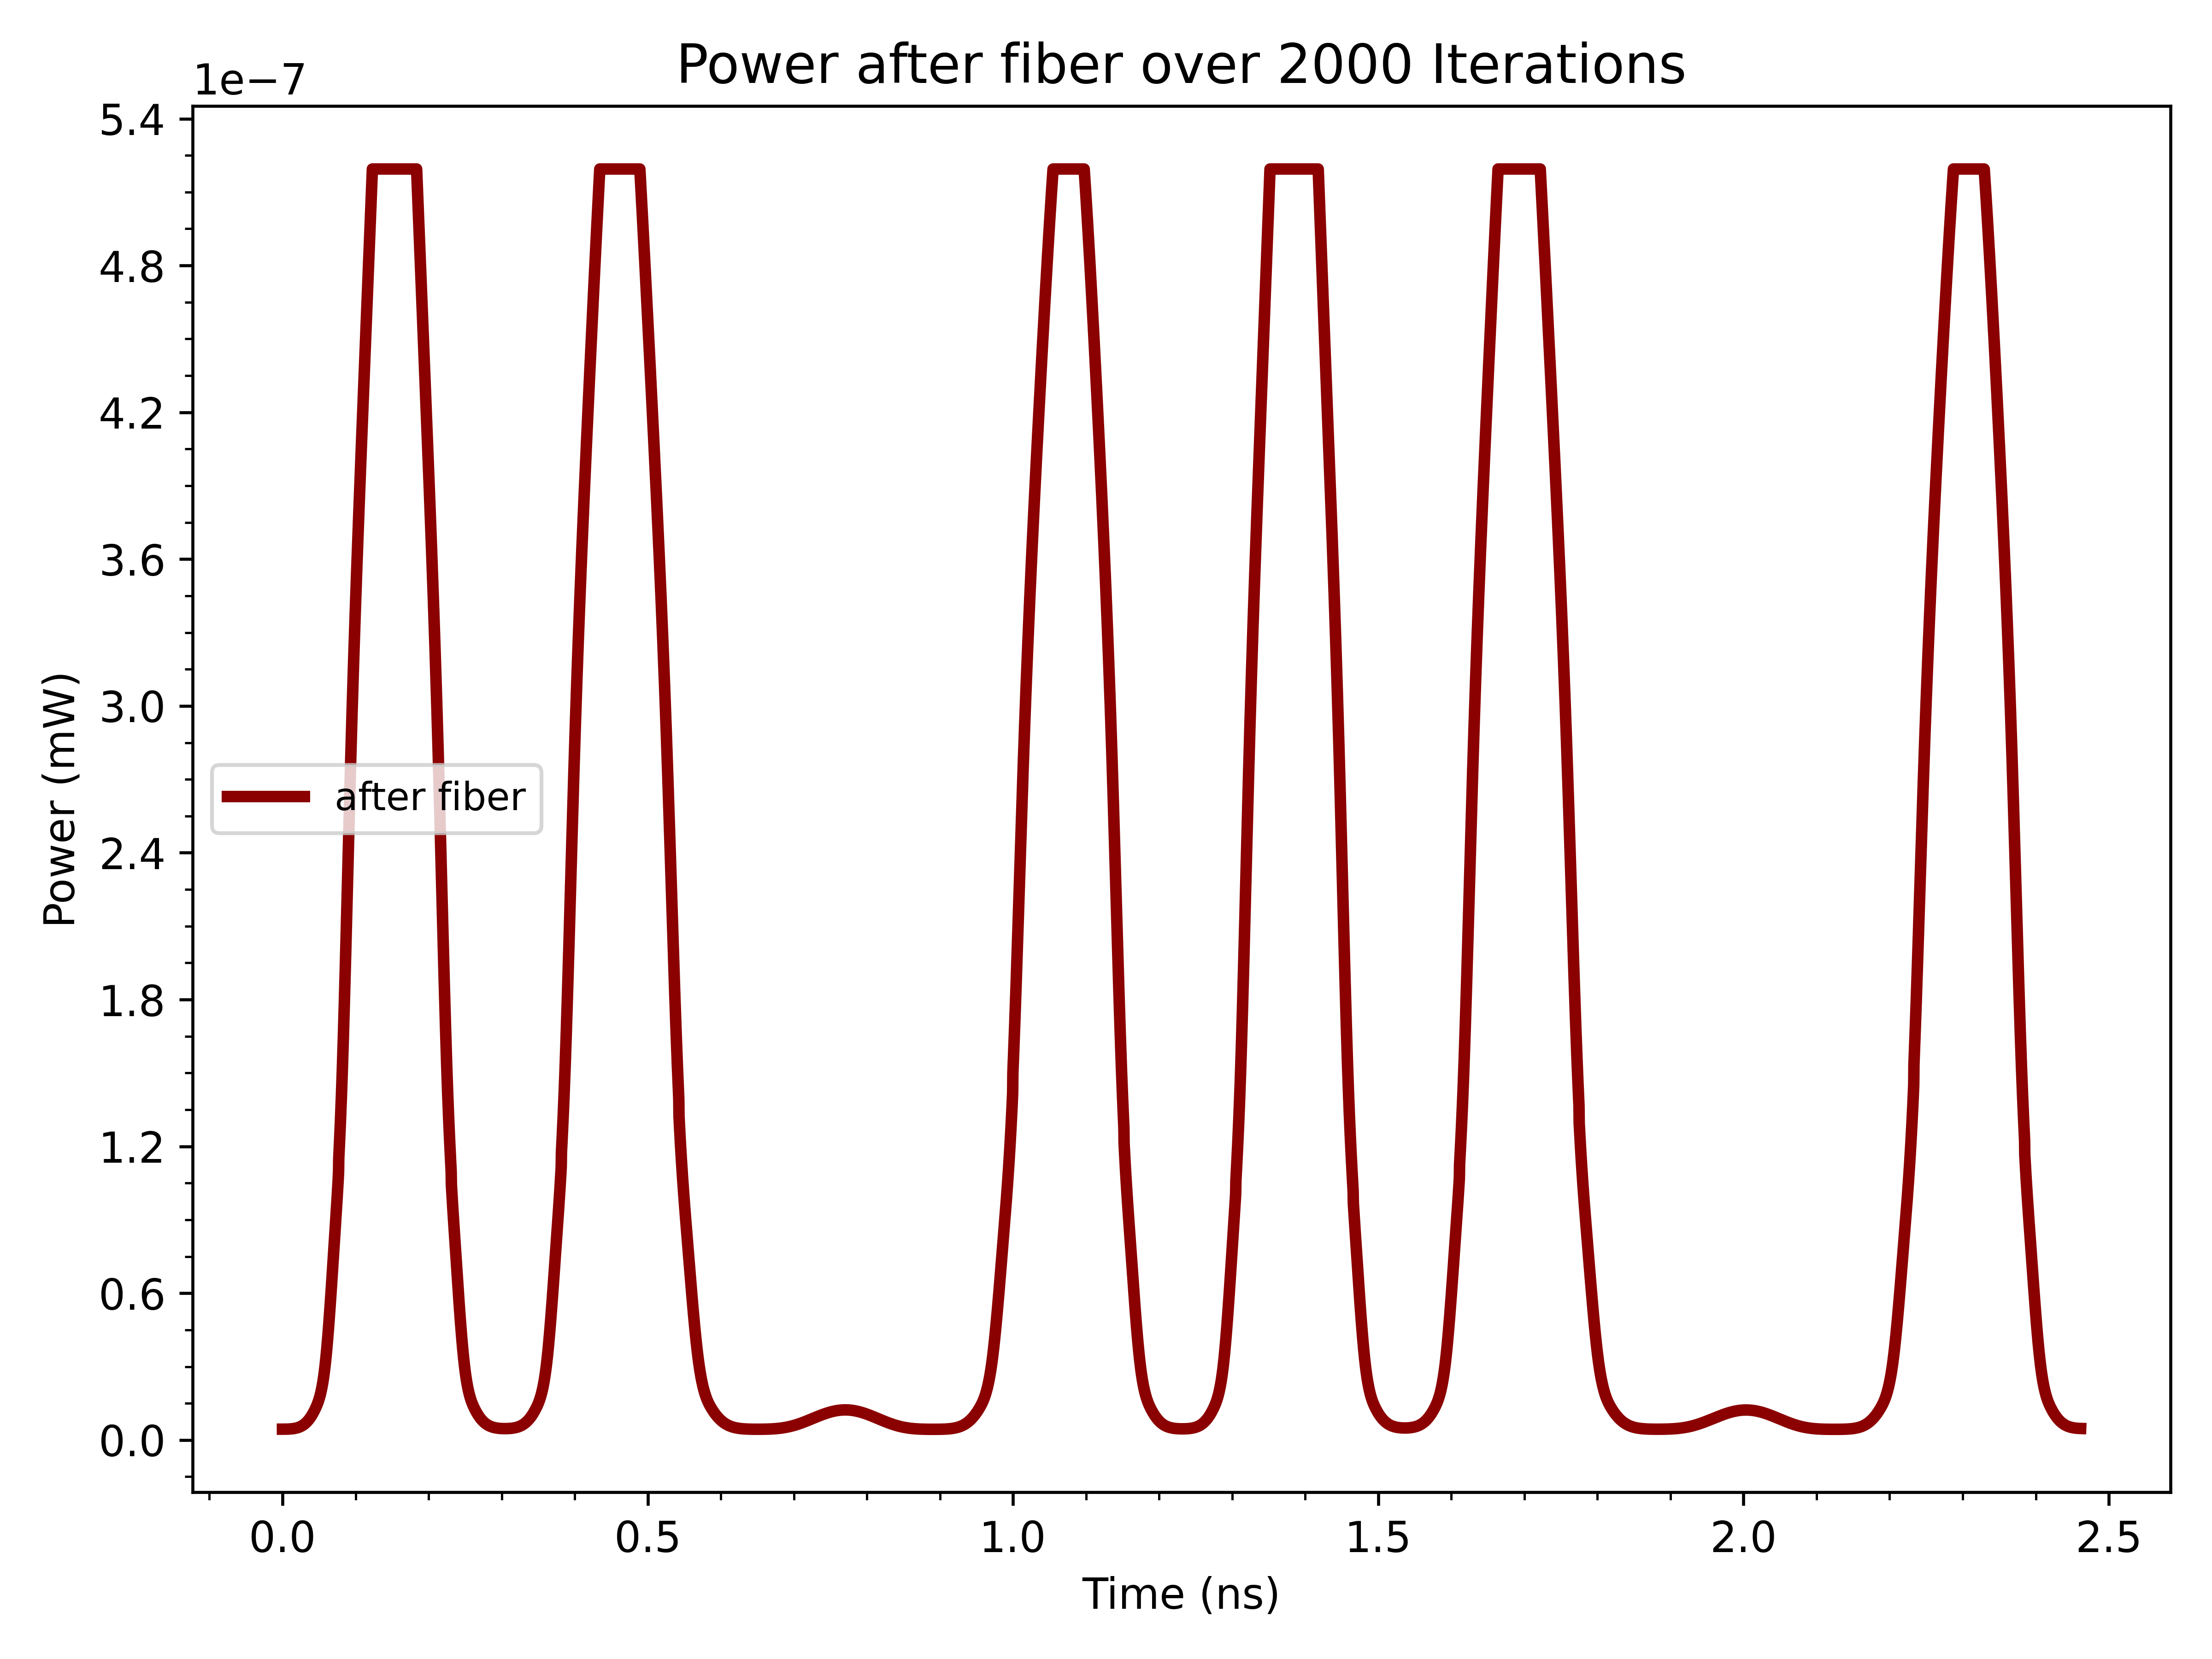 Power after fiber over 2000 Iterations
1e−7
5.4
4.8
4.2
3.6
3.0
2.4
1.8
1.2
0.6
0.0
Power (mW)
after fiber
0.0 0.5 1.0 1.5 2.0 2.5
Time (ns)